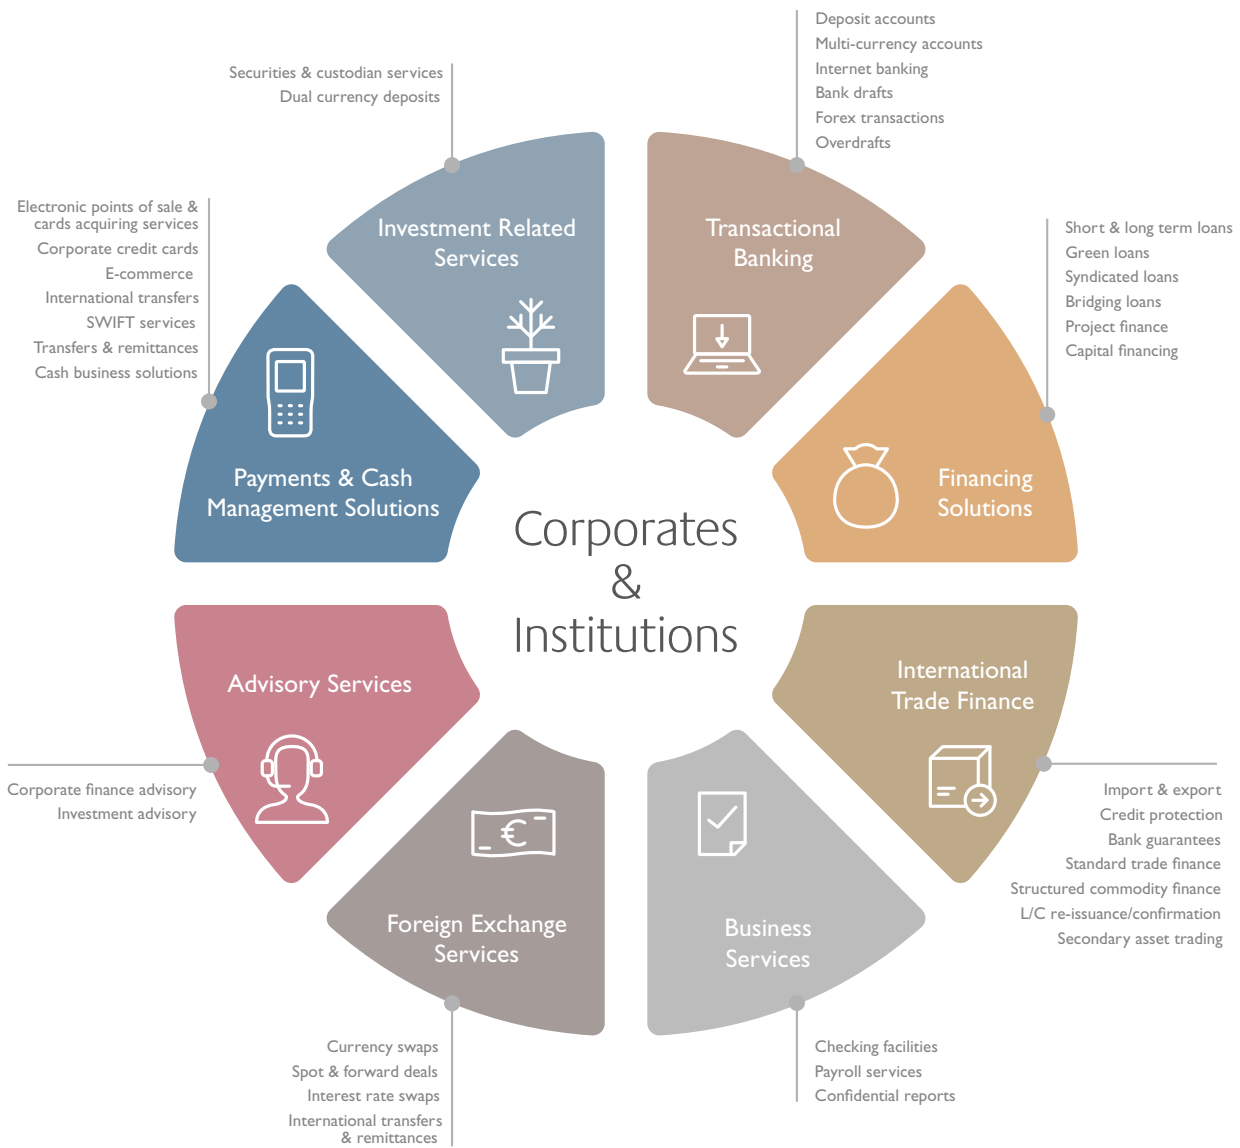 Deposit accounts
Multi-currency accounts
Internet banking
Bank drafts
Forex transactions
Overdrafts
Securities & custodian services
Dual currency deposits
Electronic points of sale &
cards acquiring services
Corporate credit cards
E-commerce
International transfers
SWIFT services
Transfers & remittances
Cash business solutions
Short & long term loans
Green loans
Syndicated loans
Bridging loans
Project finance
Capital financing
Investment Related
Services
Transactional
Banking
Payments & Cash
Management Solutions
Financing
Solutions
Corporates
&
Institutions
Advisory Services
International
Trade Finance
Corporate finance advisory
Investment advisory
Import & export
Credit protection
Bank guarantees
Standard trade finance
Structured commodity finance
L/C re-issuance/confirmation
Secondary asset trading
€
Foreign Exchange
Services
Business
Services
Currency swaps
Spot & forward deals
Interest rate swaps
International transfers
& remittances
Checking facilities
Payroll services
Confidential reports